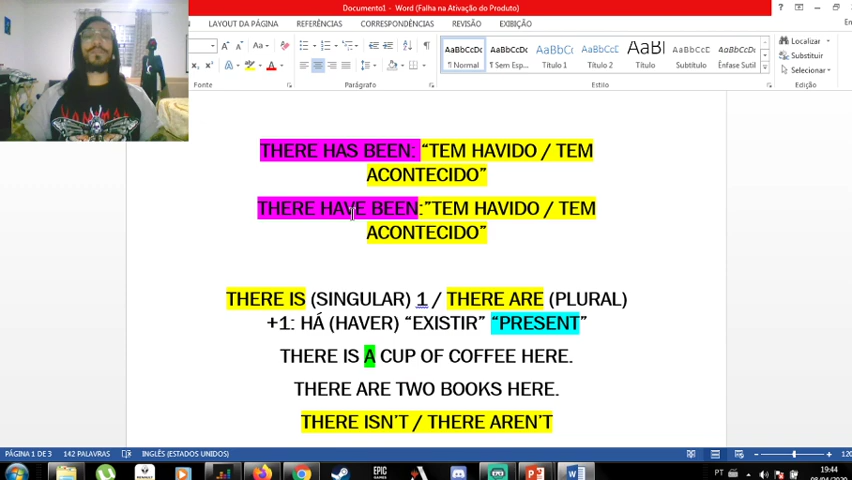 Documento1 - Word (Falha na Ativação do Produto)
LAYOUT DA PÁGINA REFERÊNCIAS CORRESPONDÊNCIAS REVISÃO EXIBIÇÃO
AaBbCcDc AaBbCcDc AaBbCc AaBbCcC AaBl AaBbCcC AaBbCcDc
¶ Normal ¶ Sem Esp... Título 1 Título 2 Título Subtítulo Ênfase Sutil
Localizar
Substituir
Selecionar
Fonte Parágrafo Estilo Edição
THERE HAS BEEN: “TEM HAVIDO / TEM
ACONTECIDO”
THERE HAVE BEEN:”TEM HAVIDO / TEM
ACONTECIDO”
THERE IS (SINGULAR) 1 / THERE ARE (PLURAL)
+1: HÁ (HAVER) “EXISTIR” “PRESENT”
THERE IS A CUP OF COFFEE HERE.
THERE ARE TWO BOOKS HERE.
THERE ISN’T / THERE AREN’T
PÁGINA 1 DE 3 142 PALAVRAS INGLÊS (ESTADOS UNIDOS)
EPIC GAMES
PT
19:44